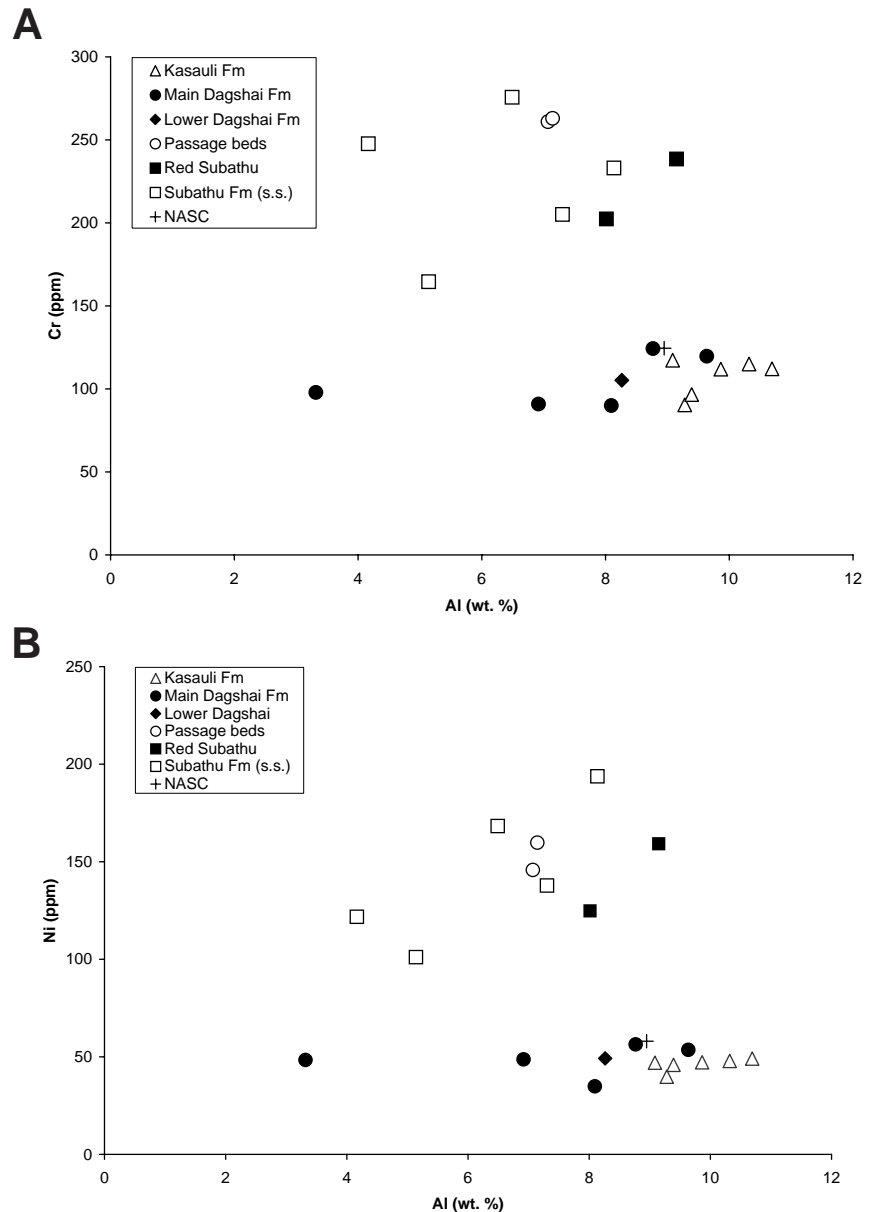 A
300
250
200
150
100
50
0
Cr (ppm)
Kasauli Fm
Main Dagshai Fm
Lower Dagshai Fm
Passage beds
Red Subathu
Subathu Fm (s.s.)
NASC
0 2 4 6 8 10 12
Al (wt. %)
B
250
200
150
100
50
0
Ni (ppm)
Kasauli Fm
Main Dagshai Fm
Lower Dagshai
Passage beds
Red Subathu
Subathu Fm (s.s.)
NASC
0 2 4 6 8 10 12
Al (wt. %)